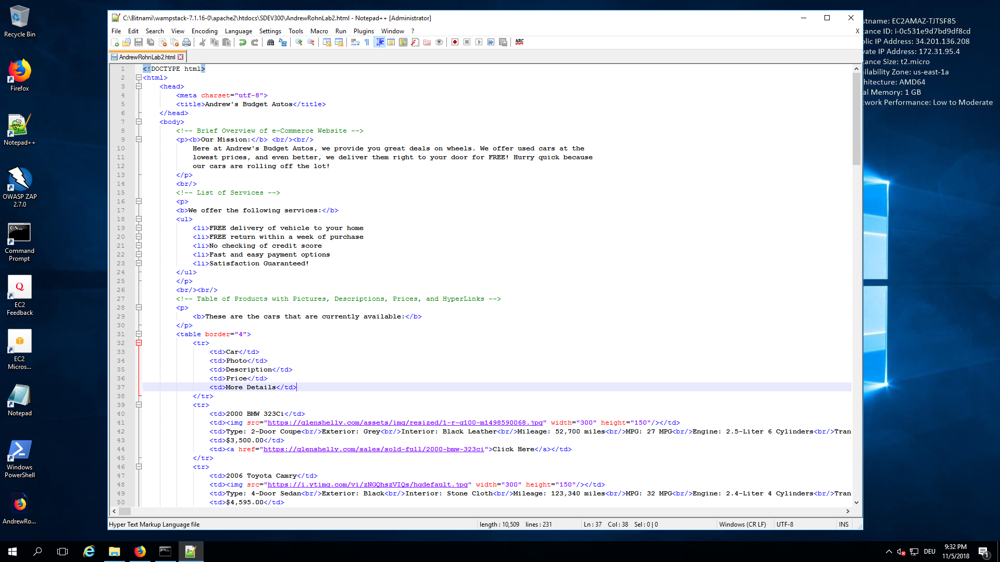 Recycle Bin
Firefox
Notepad++
OWASP ZAP
2.7.0
Command
Prompt
EC2
Feedback
EC2
Micros...
Notepad
Windows
PowerShell
AndrewRo...
C:\Bitnami\wampstack-7.1.16-0\apache2\htdocs\SDEV300\AndrewRohnLab2.html - Notepad++ [Administrator]
File Edit Search View Encoding Language Settings Tools Macro Run Plugins Window ? X
ABC
AndrewRohnLab2.html
1 <!DOCTYPE html>
2 <html>
3 <head>
4 <meta charset="utf-8">
5 <title>Andrew's Budget Autos</title>
6 </head>
7 <body>
8 <!-- Brief Overview of e-Commerce Website -->
9 <p><b>Our Mission:</b> <br/><br/>
10 Here at Andrew's Budget Autos, we provide you great deals on wheels. We offer used cars at the
11 lowest prices, and even better, we deliver them right to your door for FREE! Hurry quick because
12 our cars are rolling off the lot!
13 </p>
14 <br/>
15 <!-- List of Services -->
16 <p>
17 <b>We offer the following services:</b>
18 <ul>
19 <li>FREE delivery of vehicle to your home
20 <li>FREE return within a week of purchase
21 <li>No checking of credit score
22 <li>Fast and easy payment options
23 <li>Satisfaction Guaranteed!
24 </ul>
25 </p>
26 <br/><br/>
27 <!-- Table of Products with Pictures, Descriptions, Prices, and HyperLinks -->
28 <p>
29 <b>These are the cars that are currently available:</b>
30 </p>
31 <table border="4">
32 <tr>
33 <td>Car</td>
34 <td>Photo</td>
35 <td>Description</td>
36 <td>Price</td>
37 <td>More Details</td>
38 </tr>
39 <tr>
40 <td>2000 BMW 323Ci</td>
41 <td><img src="https://glenshelly.com/assets/img/resized/1-r-q100-m1498590068.jpg" width="300" height="150"/></td>
42 <td>Type: 2-Door Coupe<br/>Exterior: Grey<br/>Interior: Black Leather<br/>Mileage: 52,700 miles<br/>MPG: 27 MPG<br/>Engine: 2.5-Liter 6 Cylinders<br/>Tran
43 <td>$3,500.00</td>
44 <td><a href="https://glenshelly.com/sales/sold-full/2000-bmw-323ci">Click Here</a></td>
45 </tr>
46 <tr>
47 <td>2006 Toyota Camry</td>
48 <td><img src="https://i.ytimg.com/vi/zNGQhszVIQs/hqdefault.jpg" width="300" height="150"/></td>
49 <td>Type: 4-Door Sedan<br/>Exterior: Black<br/>Interior: Stone Cloth<br/>Mileage: 123,340 miles<br/>MPG: 32 MPG<br/>Engine: 2.4-Liter 4 Cylinders<br/>Tran
50 <td>$4,595.00</td>
Hyper Text Markup Language file length : 10,509 lines : 231 Ln : 37 Col : 38 Sel : 0 | 0 Windows (CR LF) UTF-8 INS
stname: EC2AMAZ-TJTSF85
tance ID: i-0c531e9d7bd9df8cd
lic IP Address: 34.201.136.208
vate IP Address: 172.31.95.4
tance Size: t2.micro
ilability Zone: us-east-1a
hitecture: AMD64
al Memory: 1 GB
work Performance: Low to Moderate
DEU
9:32 PM
11/5/2018
1